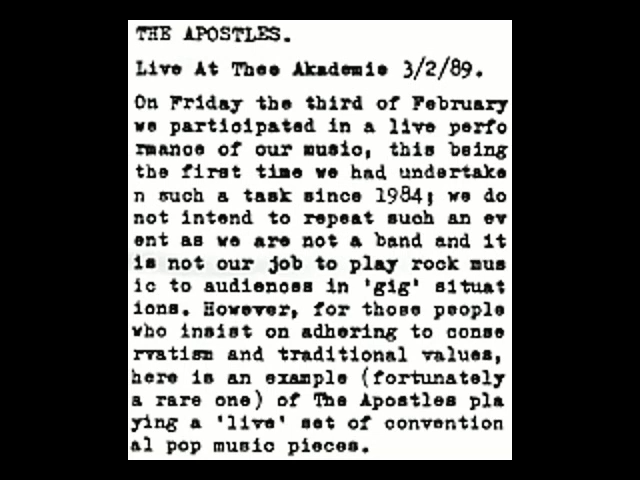 THE APOSTLES.
Live At Thee Akademie 3/2/89.
On Friday the third of February
we participated in a live perfo
rmance of our music, this being
the first time we had undertake
n such a task since 1984; we do
not intend to repeat such an ev
ent as we are not a band and it
is not our job to play rock mus
ic to audiences in 'gig' situat
ions. However, for those people
who insist on adhering to conse
rvatism and traditional values,
here is an example (fortunately
a rare one) of The Apostles pla
ying a 'live' set of convention
al pop music pieces.